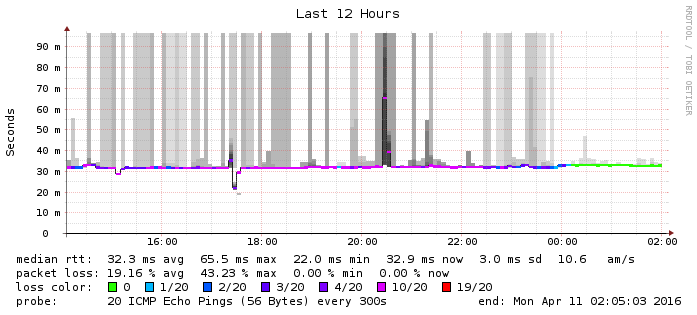 Last 12 Hours
RRDTOOL / TOBI OETIKER
Seconds
90 m
80 m
70 m
60 m
50 m
40 m
30 m
20 m
10 m
0
16:00 18:00 20:00 22:00 00:00 02:00
median rtt: 32.3 ms avg 65.5 ms max 22.0 ms min 32.9 ms now 3.0 ms sd 10.6 am/s
packet loss: 19.16 % avg 43.23 % max 0.00 % min 0.00 % now
loss color: 0 1/20 2/20 3/20 4/20 10/20 19/20
probe: 20 ICMP Echo Pings (56 Bytes) every 300s end: Mon Apr 11 02:05:03 2016